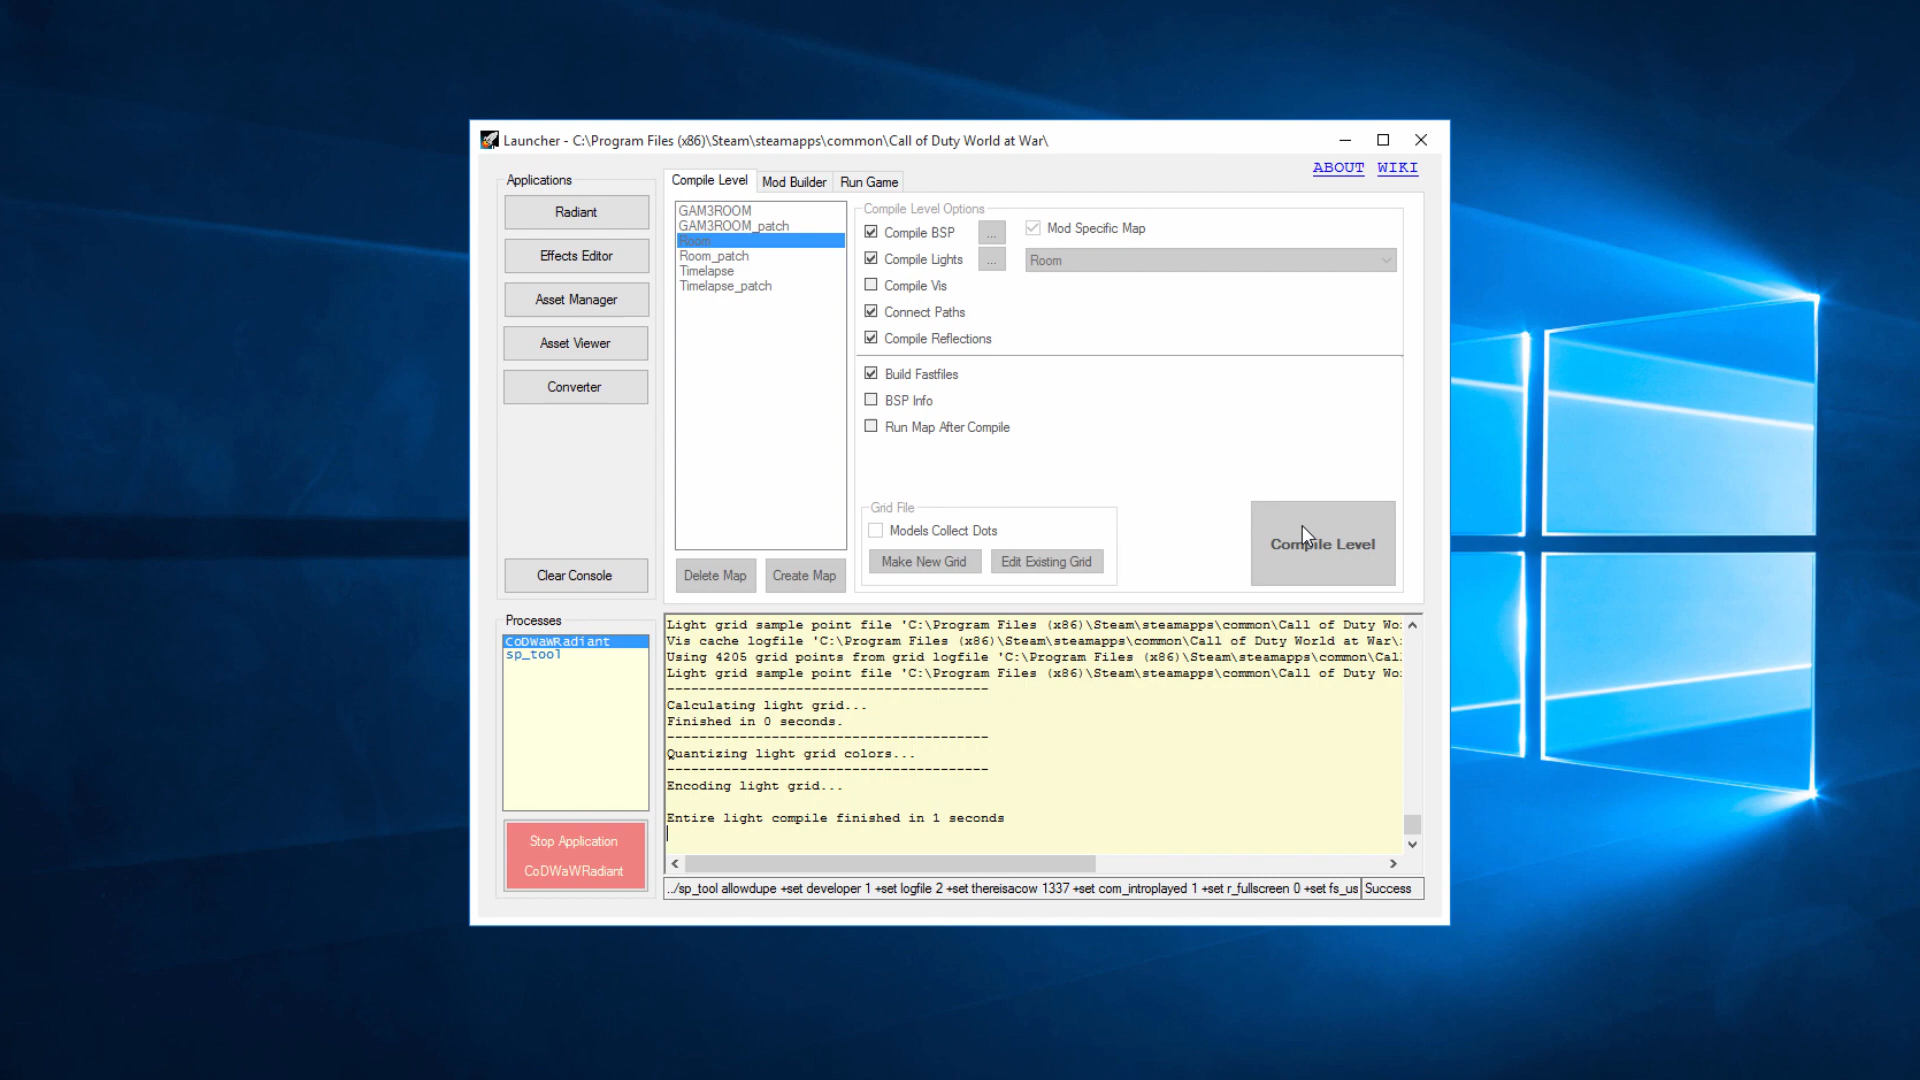 Launcher - C:\Program Files (x86)\Steam\steamapps\common\Call of Duty World at War\
ABOUT WIKI
Applications
Radiant
Effects Editor
Asset Manager
Asset Viewer
Converter
Clear Console
Compile Level
Mod Builder
Run Game
GAM3ROOM
GAM3ROOM_patch
Room
Room_patch
Timelapse
Timelapse_patch
Delete Map
Create Map
Compile Level Options
Compile BSP
...
Compile Lights
...
Compile Vis
Connect Paths
Compile Reflections
Mod Specific Map
Room
Build Fastfiles
BSP Info
Run Map After Compile
Grid File
Models Collect Dots
Make New Grid
Edit Existing Grid
Compile Level
Processes
CoDWaWRadiant
sp_tool
Stop Application
CoDWaWRadiant
Light grid sample point file 'C:\Program Files (x86)\Steam\steamapps\common\Call of Duty Wo
Vis cache logfile 'C:\Program Files (x86)\Steam\steamapps\common\Call of Duty World at War\
Using 4205 grid points from grid logfile 'C:\Program Files (x86)\Steam\steamapps\common\Cal
Light grid sample point file 'C:\Program Files (x86)\Steam\steamapps\common\Call of Duty Wo
----------------------------------------
Calculating light grid...
Finished in 0 seconds.
----------------------------------------
Quantizing light grid colors...
----------------------------------------
Encoding light grid...
Entire light compile finished in 1 seconds
../sp_tool allowdupe +set developer 1 +set logfile 2 +set thereisacow 1337 +set com_introplayed 1 +set r_fullscreen 0 +set fs_us
Success